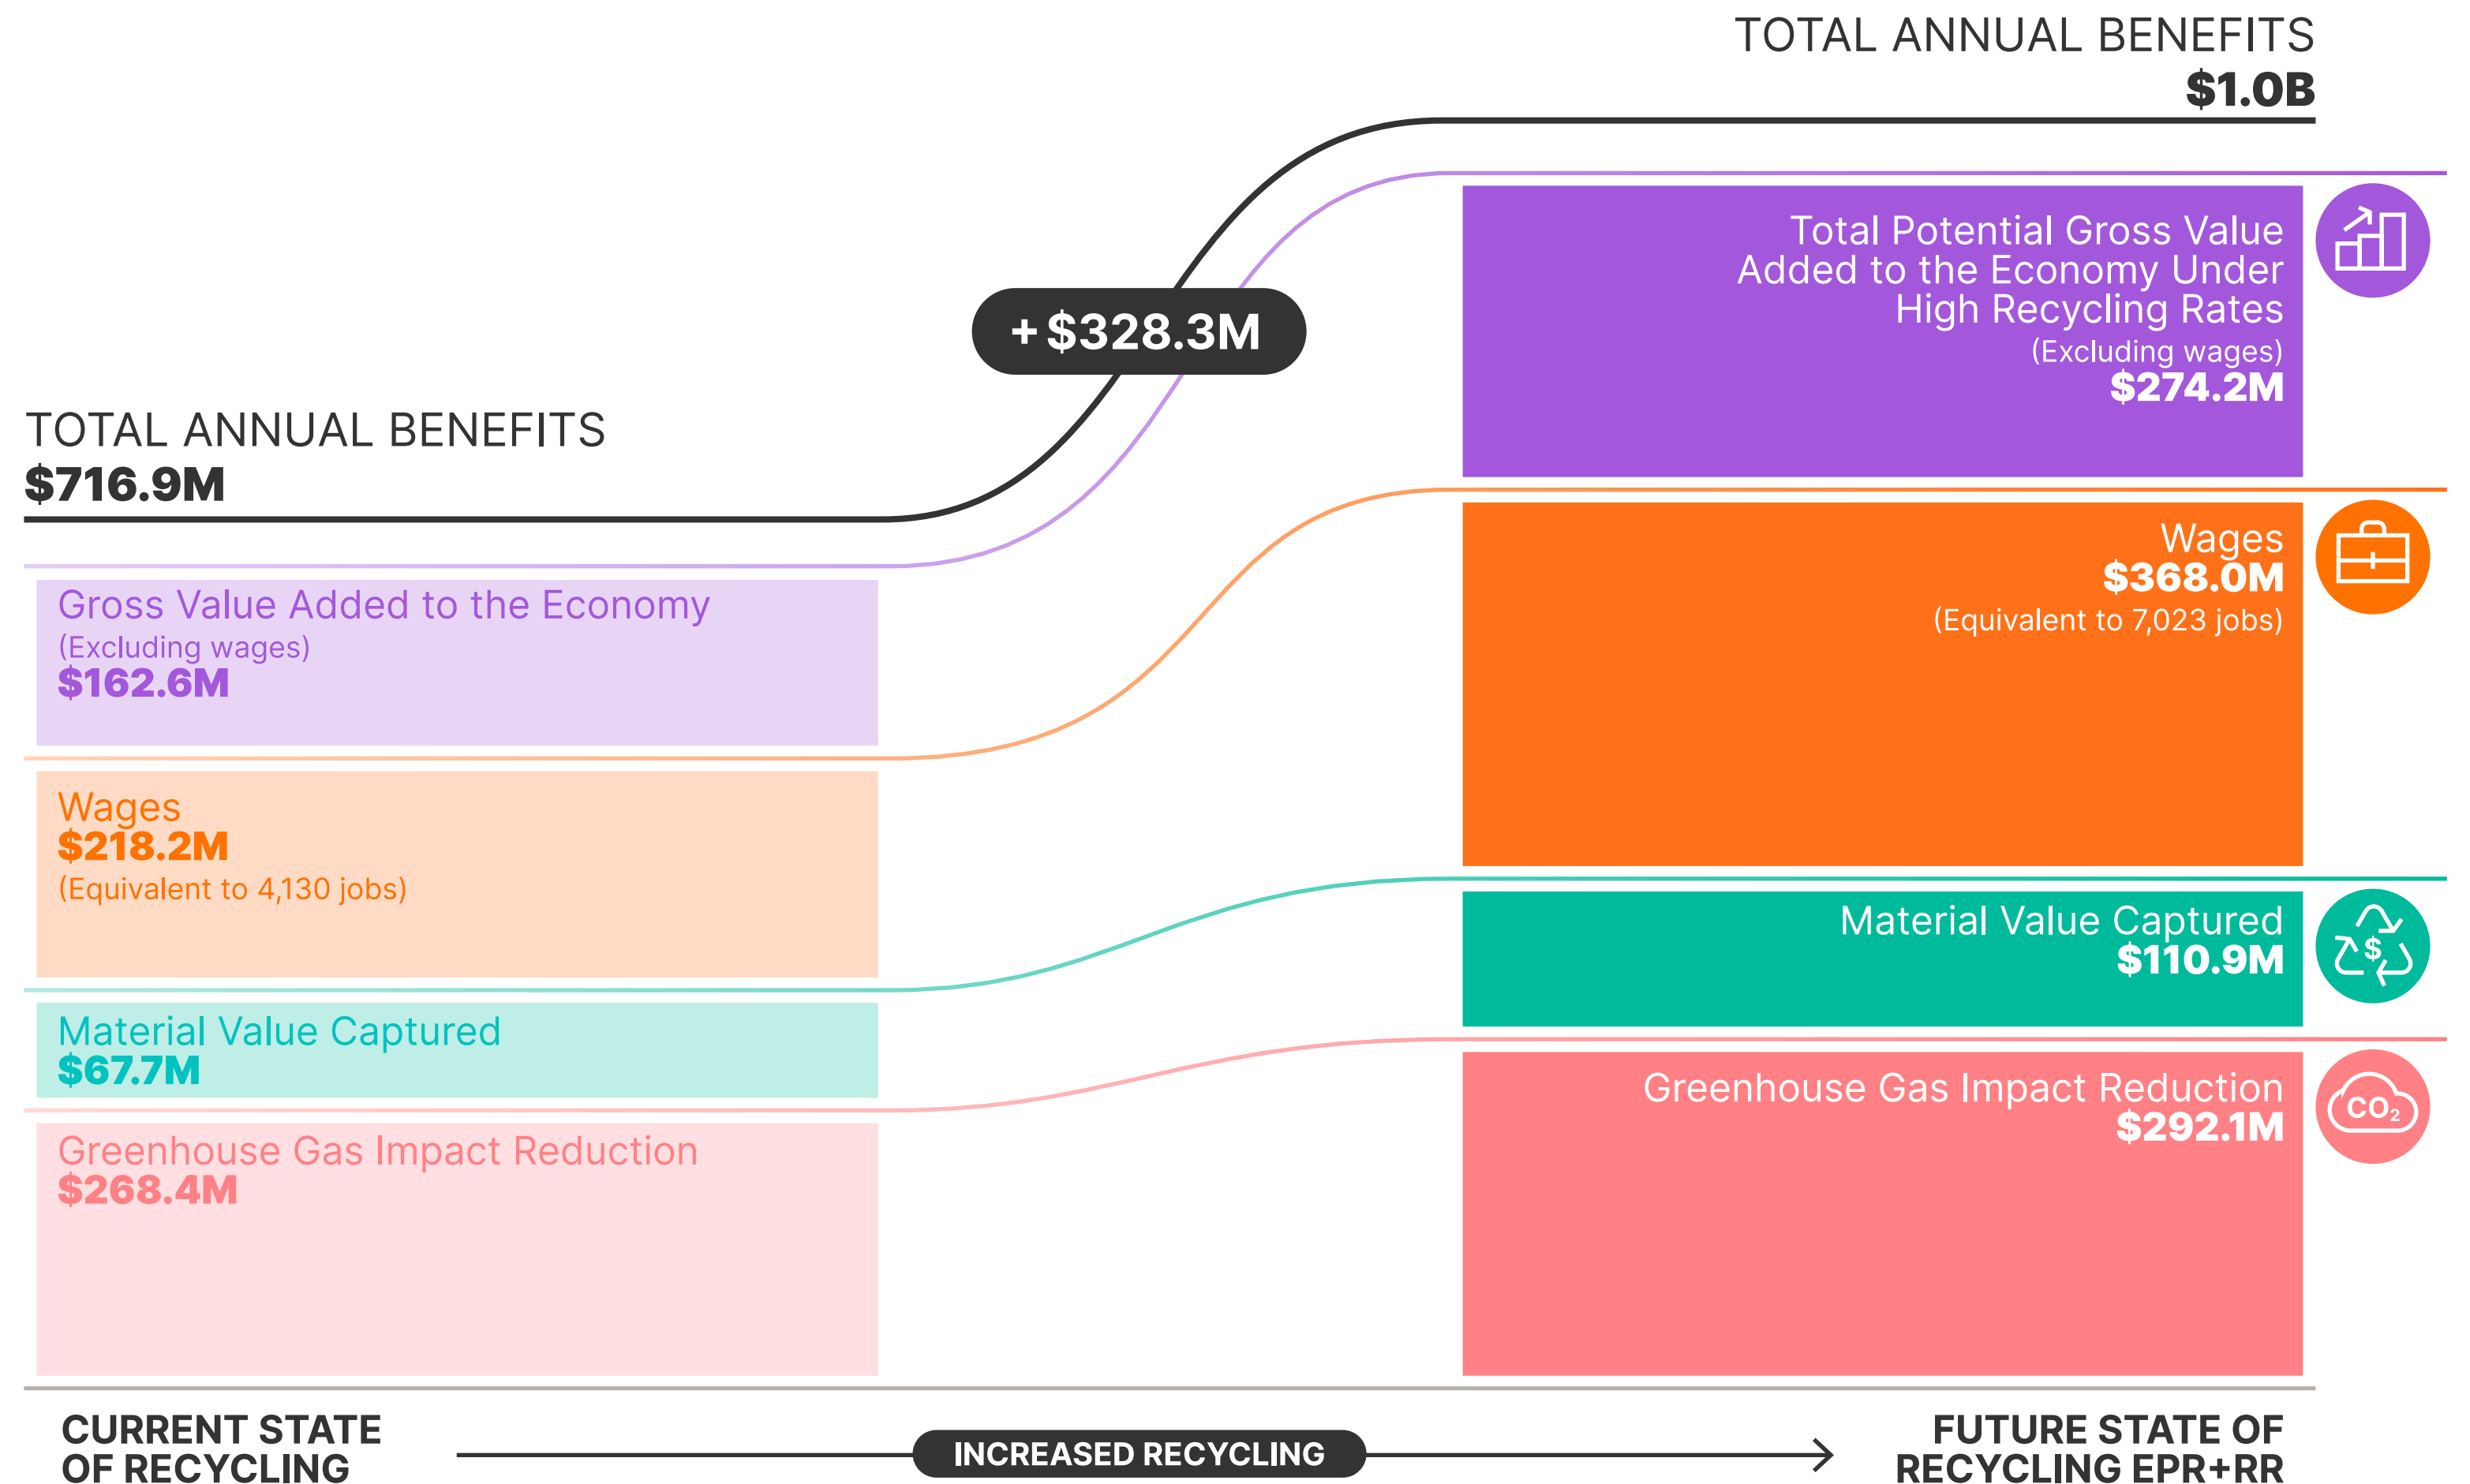 TOTAL ANNUAL BENEFITS
$1.0B
TOTAL ANNUAL BENEFITS
$716.9M
+$328.3M
Gross Value Added to the Economy
(Excluding wages)
$162.6M
Wages
$218.2M
(Equivalent to 4,130 jobs)
Material Value Captured
$67.7M
Greenhouse Gas Impact Reduction
$268.4M
Total Potential Gross Value
Added to the Economy Under
High Recycling Rates
(Excluding wages)
$274.2M
Wages
$368.0M
(Equivalent to 7,023 jobs)
Material Value Captured
$110.9M
$
Greenhouse Gas Impact Reduction
$292.1M
CO2
CURRENT STATE
OF RECYCLING
INCREASED RECYCLING
FUTURE STATE OF
RECYCLING EPR+RR